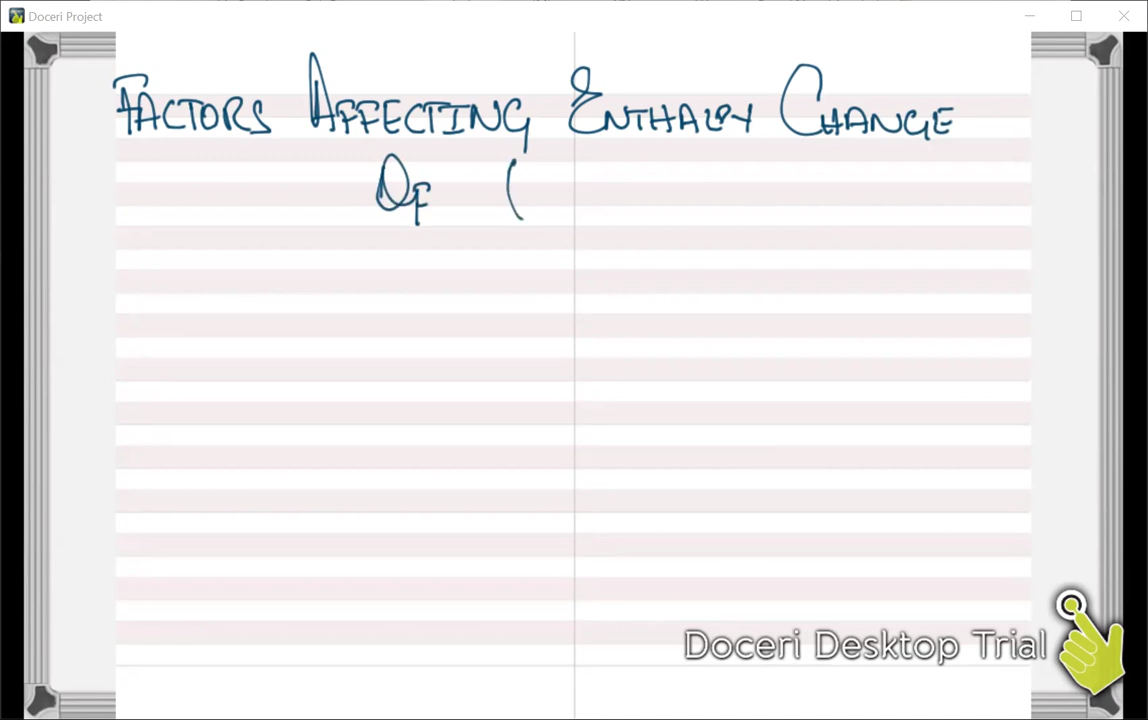 Doceri Project
FACTORS AFFECTING ENTHALPY CHANGE
OF (
Doceri Desktop Trial